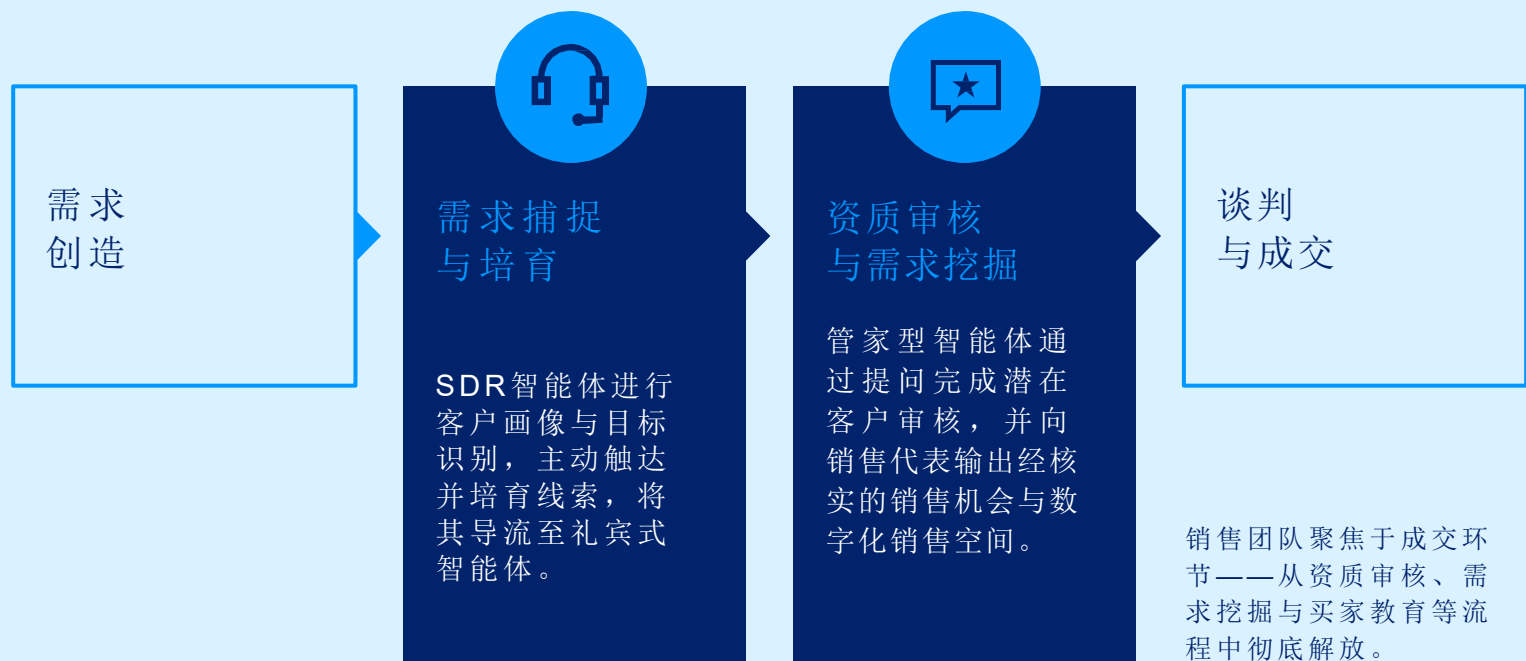 需求
创造
需求捕捉
与培育
SDR智能体进行
客户画像与目标
识别，主动触达
并培育线索，将
其导流至礼宾式
智能体。
资质审核
与需求挖掘
管家型智能体通
过提问完成潜在
客户审核，并向
销售代表输出经核
实的销售机会与数
字化销售空间。
谈判
与成交
销售团队聚焦于成交环
节——从资质审核、需
求挖掘与买家教育等流
程中彻底解放。